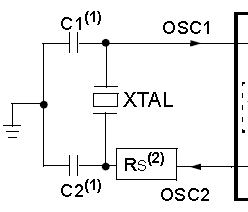 C1(1)
OSC1
XTAL
RS(2)
C2(1)
OSC2